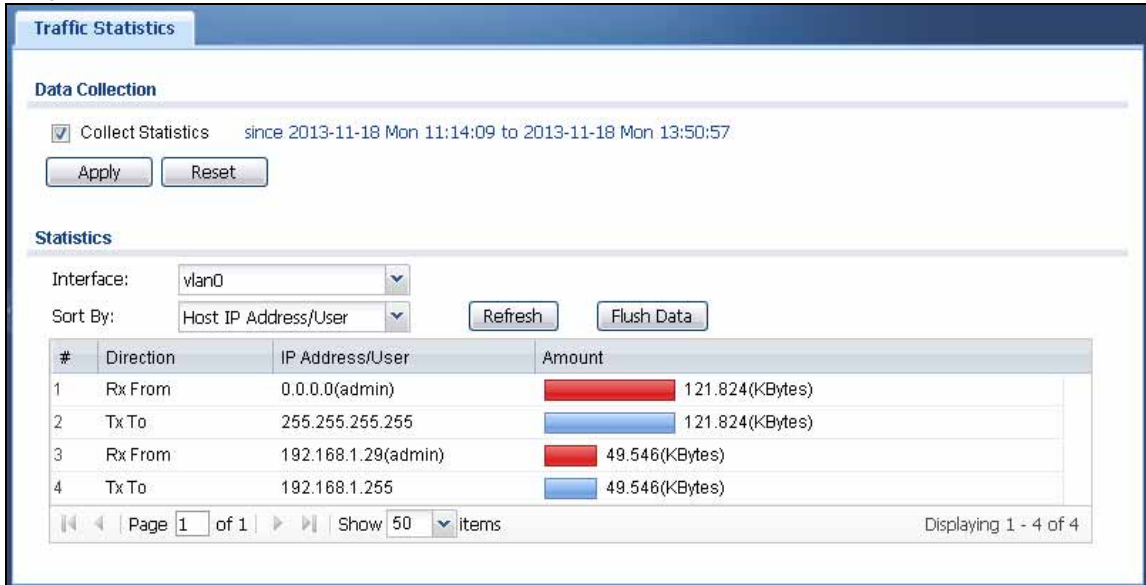 Traffic Statistics
Data Collection
Collect Statistics since 2013-11-18 Mon 11:14:09 to 2013-11-18 Mon 13:50:57
Apply Reset
Statistics
Interface: vlan0
Sort By: Host IP Address/User Refresh Flush Data
# Direction IP Address/User Amount
1 Rx From 0.0.0.0(admin) 121.824(KBytes)
2 Tx To 255.255.255.255 121.824(KBytes)
3 Rx From 192.168.1.29(admin) 49.546(KBytes)
4 Tx To 192.168.1.255 49.546(KBytes)
Page 1 of 1 Show 50 items Displaying 1 - 4 of 4